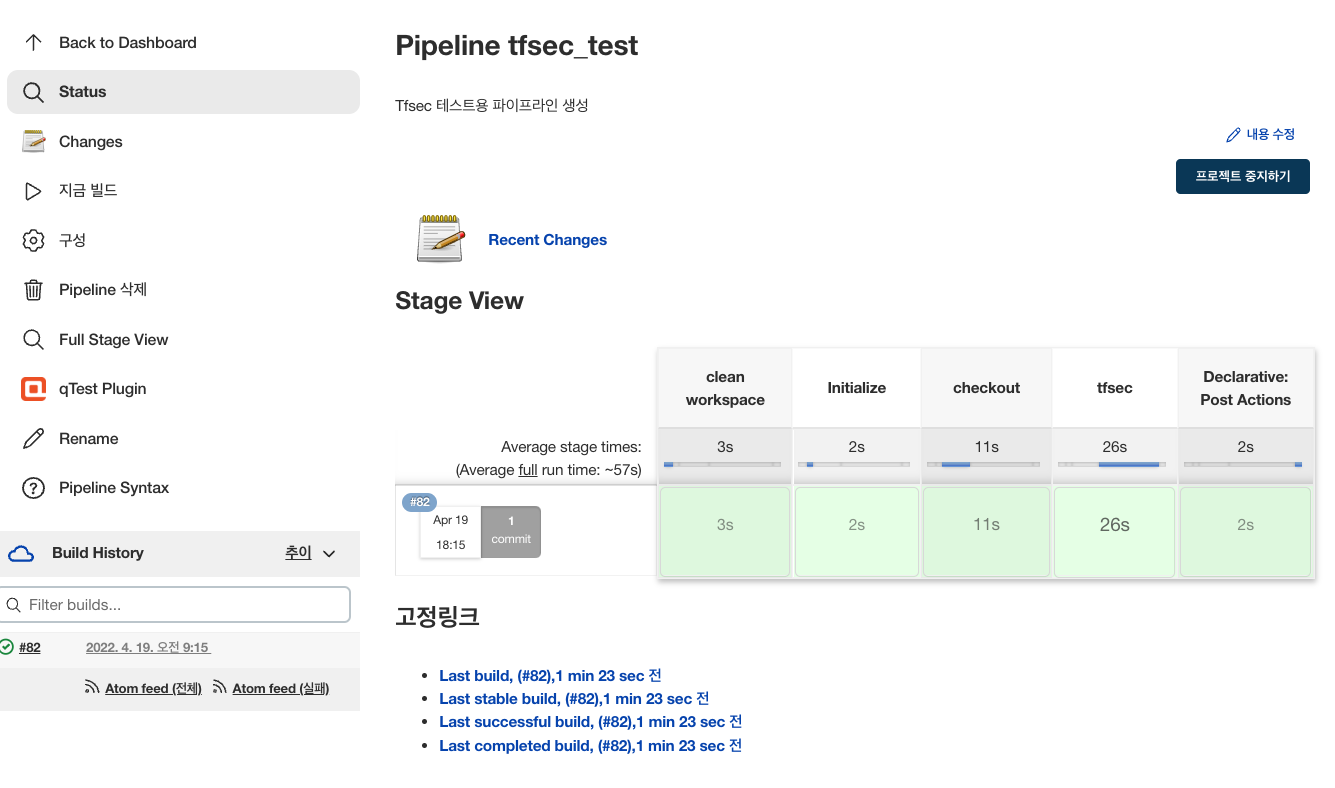 Back to Dashboard
Status
Changes
지금 빌드
구성
Pipeline 삭제
Full Stage View
qTest Plugin
Rename
Pipeline Syntax
Build History 추이
Filter builds...
#82 2022. 4. 19. 오전 9:15
Atom feed (전체) Atom feed (실패)
Pipeline tfsec_test
Tfsec 테스트용 파이프라인 생성
내용 수정
프로젝트 중지하기
Recent Changes
Stage View
clean
workspace
Initialize
checkout
tfsec
Declarative:
Post Actions
Average stage times:
(Average full run time: ~57s)
3s 2s 11s 26s 2s
#82
Apr 19
18:15
1
commit
3s 2s 11s 26s 2s
고정링크
Last build, (#82),1 min 23 sec 전
Last stable build, (#82),1 min 23 sec 전
Last successful build, (#82),1 min 23 sec 전
Last completed build, (#82),1 min 23 sec 전